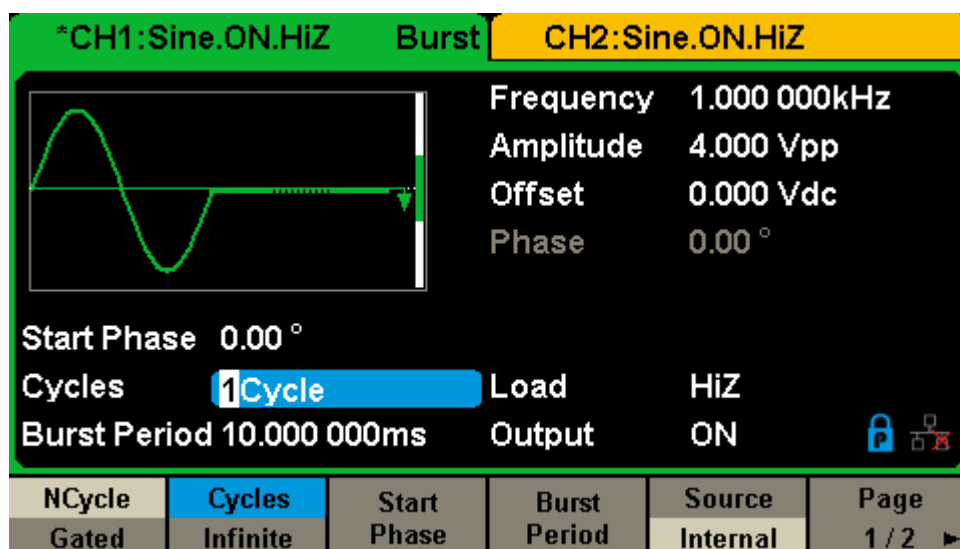 *CH1:Sine.ON.HiZ Burst CH2:Sine.ON.HiZ
Frequency 1.000 000kHz
Amplitude 4.000 Vpp
Offset 0.000 Vdc
Phase 0.00 °
Start Phase 0.00 °
Cycles 1Cycle Load HiZ
Burst Period 10.000 000ms Output ON P
NCycle Cycles Start Burst Source Page
Gated Infinite Phase Period Internal 1/2 ►